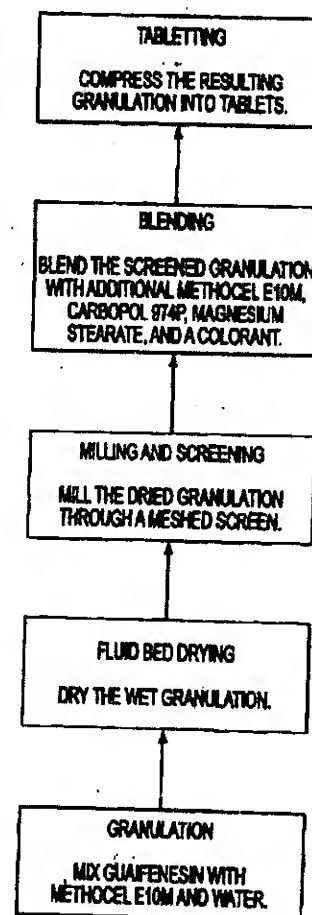 TABLETTING
COMPRESS THE RESULTING
GRANULATION INTO TABLETS.
BLENDING
BLEND THE SCREENED GRANULATION
WITH ADDITIONAL METHOCEL E10M,
CARBOPOL 974P, MAGNESIUM
STEARATE, AND A COLORANT.
MILLING AND SCREENING
MILL THE DRIED GRANULATION
THROUGH A MESHED SCREEN.
FLUID BED DRYING
DRY THE WET GRANULATION.
GRANULATION
MIX GUAIFENESIN WITH
METHOCEL E10M AND WATER.